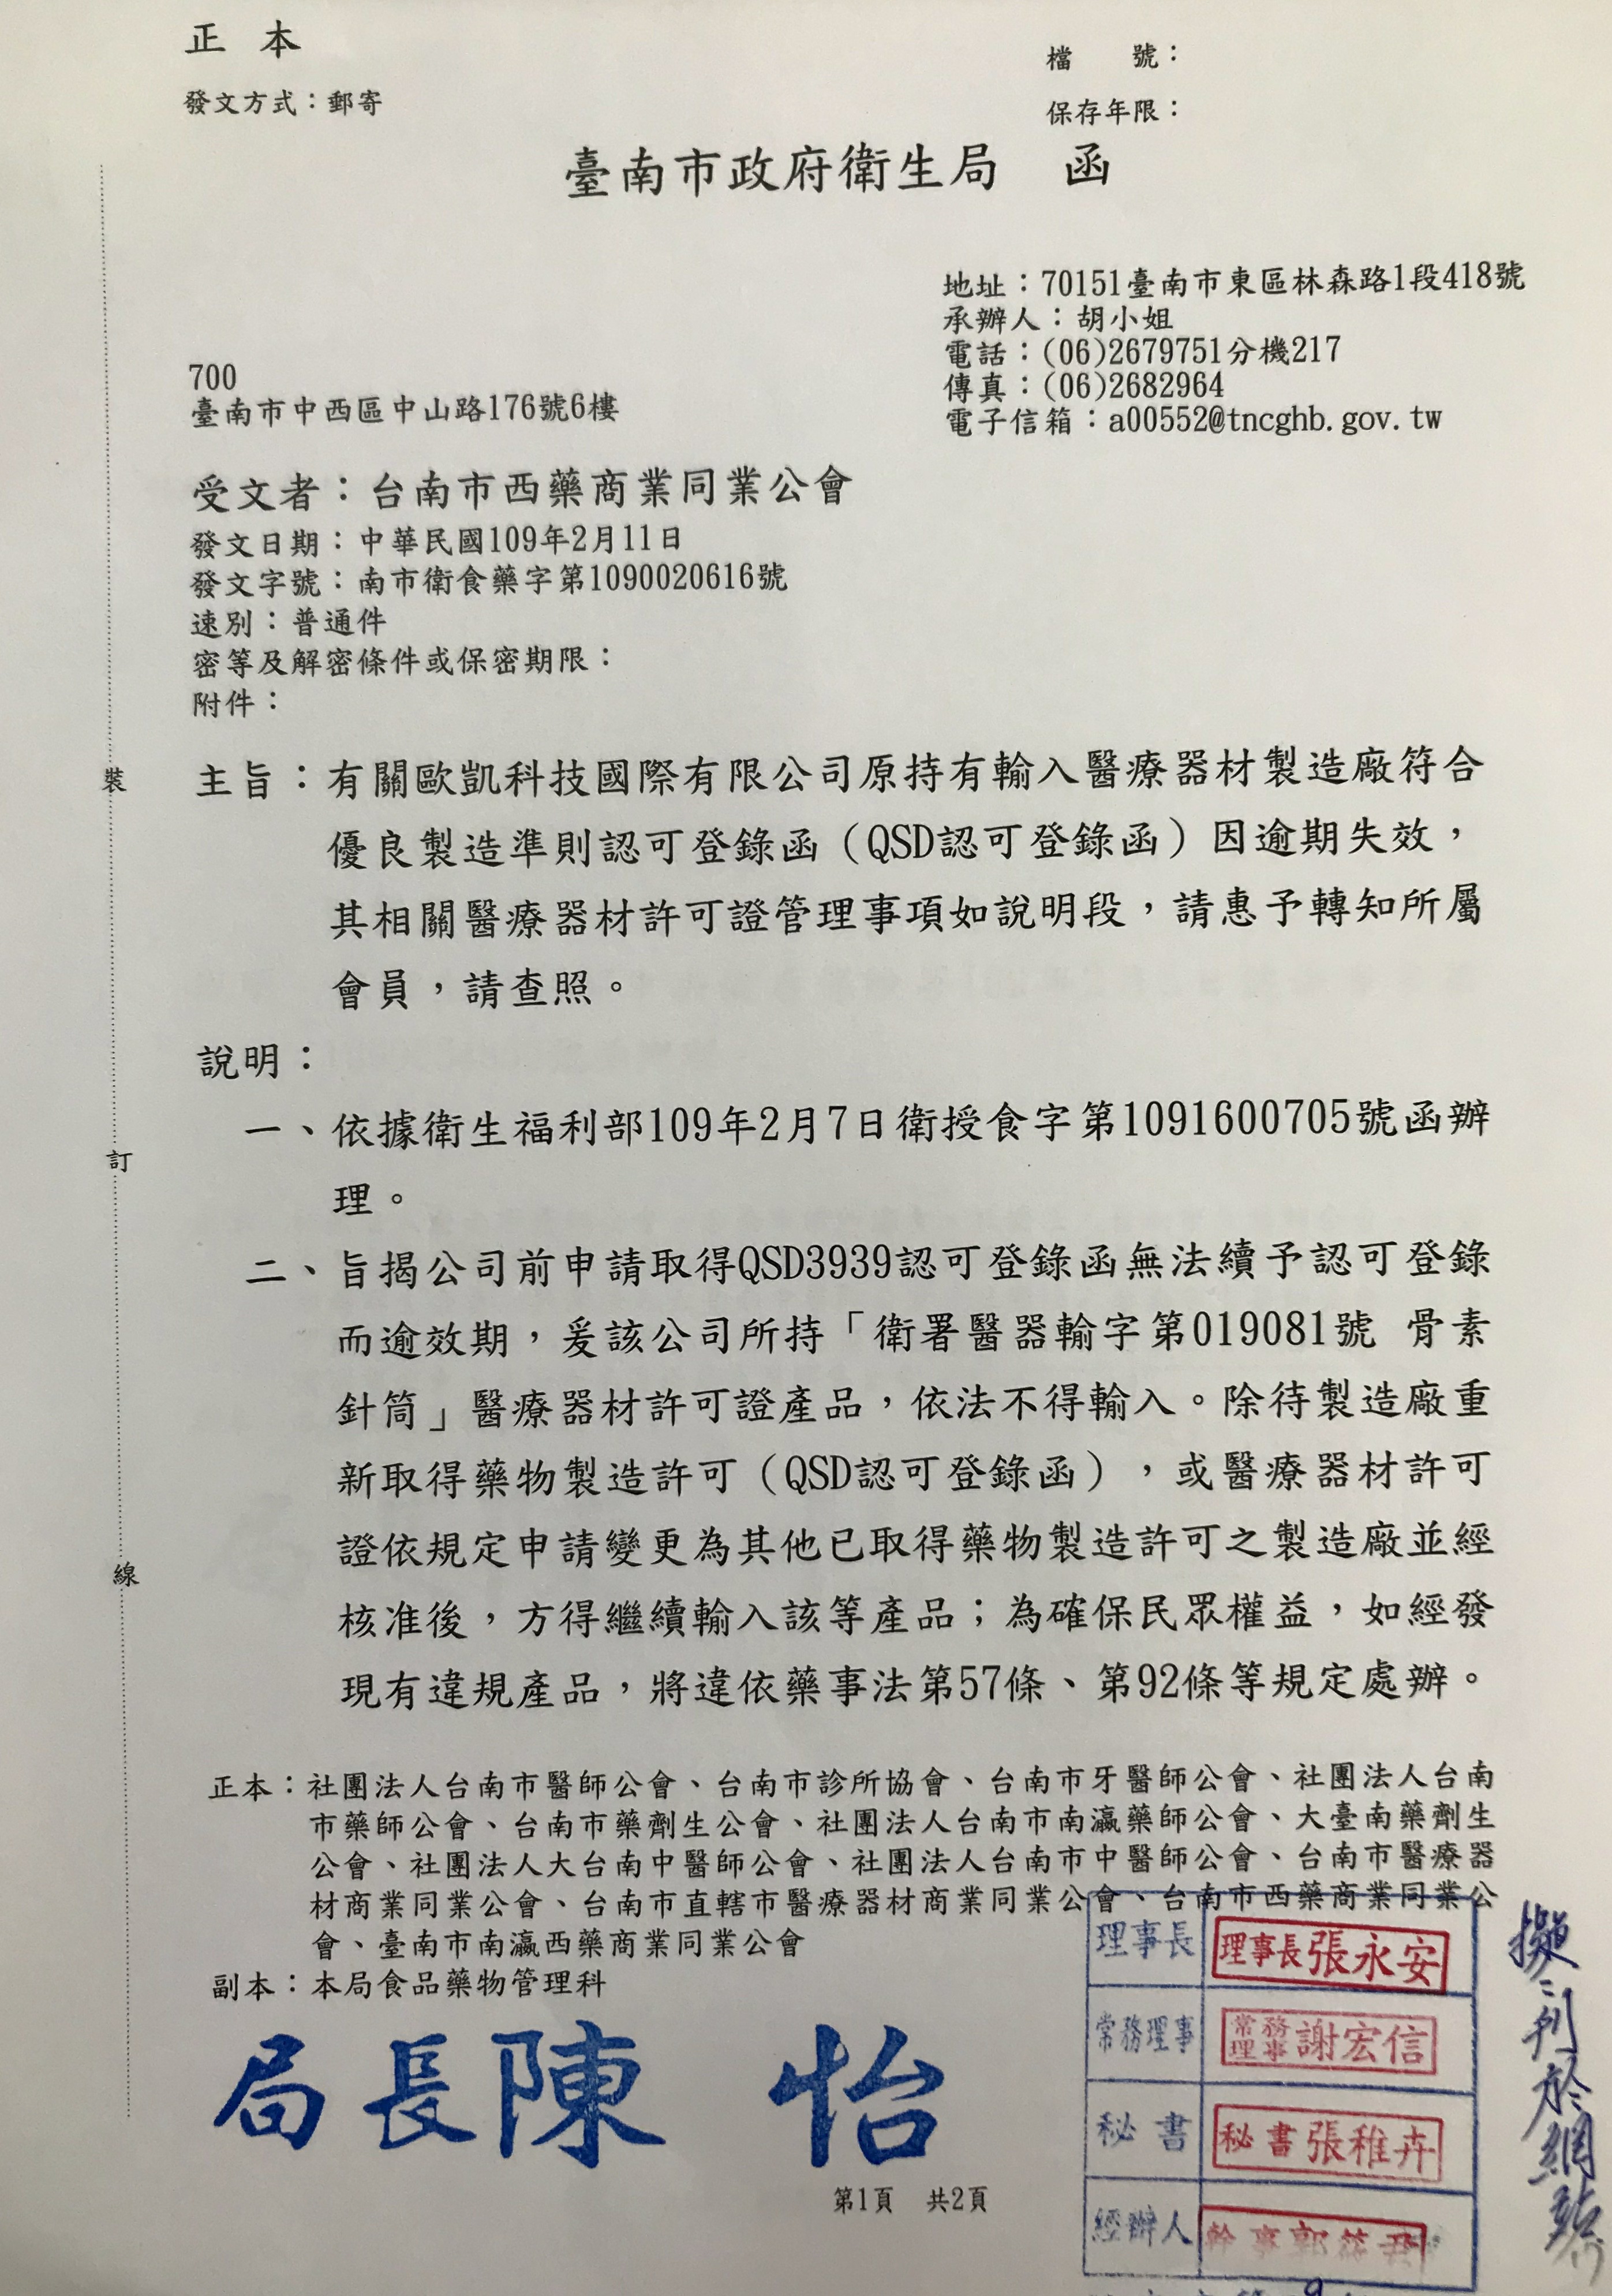 正本
檔　　號：
發文方式：郵寄
保存年限：
臺南市政府衛生局　函
地址：70151臺南市東區林森路1段418號
承辦人：胡小姐
電話：(06)2679751分機217
傳真：(06)2682964
電子信箱：a00552@tncghb.gov.tw
700
臺南市中西區中山路176號6樓
受文者：台南市西藥商業同業公會
發文日期：中華民國109年2月11日
發文字號：南市衛食藥字第1090020616號
速別：普通件
密等及解密條件或保密期限：
附件：
主旨：有關歐凱科技國際有限公司原持有輸入醫療器材製造廠符合
優良製造準則認可登錄函（QSD認可登錄函）因逾期失效，
其相關醫療器材許可證管理事項如說明段，請惠予轉知所屬
會員，請查照。
說明：
一、依據衛生福利部109年2月7日衛授食字第1091600705號函辦
理。
二、旨揭公司前申請取得QSD3939認可登錄函無法續予認可登錄
而逾效期，爰該公司所持「衛署醫器輸字第019081號 骨素
針筒」醫療器材許可證產品，依法不得輸入。除待製造廠重
新取得藥物製造許可（QSD認可登錄函），或醫療器材許可
證依規定申請變更為其他已取得藥物製造許可之製造廠並經
核准後，方得繼續輸入該等產品；為確保民眾權益，如經發
現有違規產品，將違依藥事法第57條、第92條等規定處辦。
正本：社團法人台南市醫師公會、台南市診所協會、台南市牙醫師公會、社團法人台南
市藥師公會、台南市藥劑生公會、社團法人台南市南瀛藥師公會、大臺南藥劑生
公會、社團法人大台南中醫師公會、社團法人台南市中醫師公會、台南市醫療器
材商業同業公會、台南市直轄市醫療器材商業同業公會、台南市西藥商業同業公
會、臺南市南瀛西藥商業同業公會
副本：本局食品藥物管理科
局長陳　怡
理事長 理事長張永安
常務理事 常務理事謝宏信
秘書 秘書張稚卉
經辦人 幹事郭筱君
擬刊於網站
第1頁　共2頁
裝
訂
線